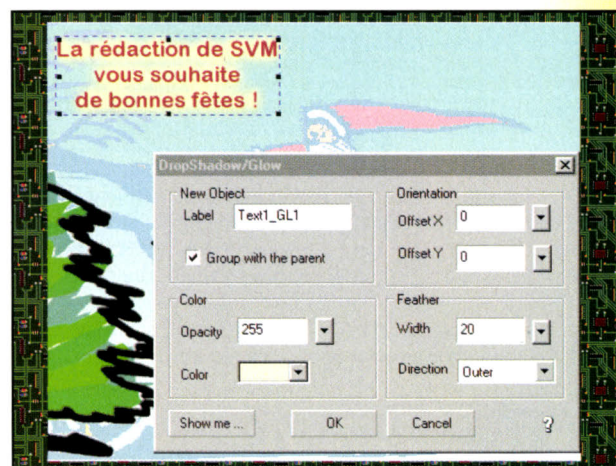 La rédaction de SVM
vous souhaite
de bonnes fêtes !
DropShadow/Glow
New Object
Label Text1_GL1
Group with the parent
Orientation
Offset X 0
Offset Y 0
Color
Opacity 255
Color
Feather
Width 20
Direction Outer
Show me ... OK Cancel ?